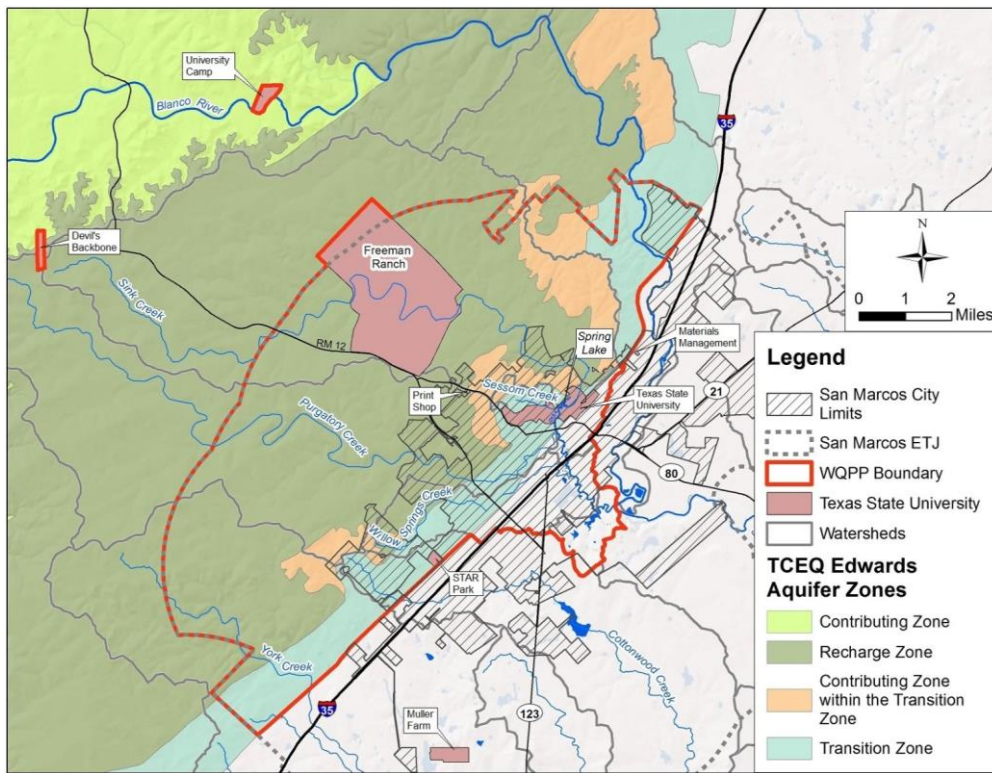 University
Camp
Blanco River
35
Devil's
Backbone
Freeman
Ranch
N
0 1 2
Miles
Sink Creek
RM 12
Spring
Lake
Materials
Management
Sessom Creek
Print
Shop
Texas State
University
21
Purgatory Creek
80
Willow Springs Creek
STAR
Park
York Creek
Cottonwood Creek
35
123
Muller
Farm
Legend
San Marcos City
Limits
San Marcos ETJ
WQPP Boundary
Texas State University
Watersheds
TCEQ Edwards
Aquifer Zones
Contributing Zone
Recharge Zone
Contributing Zone
within the Transition
Zone
Transition Zone